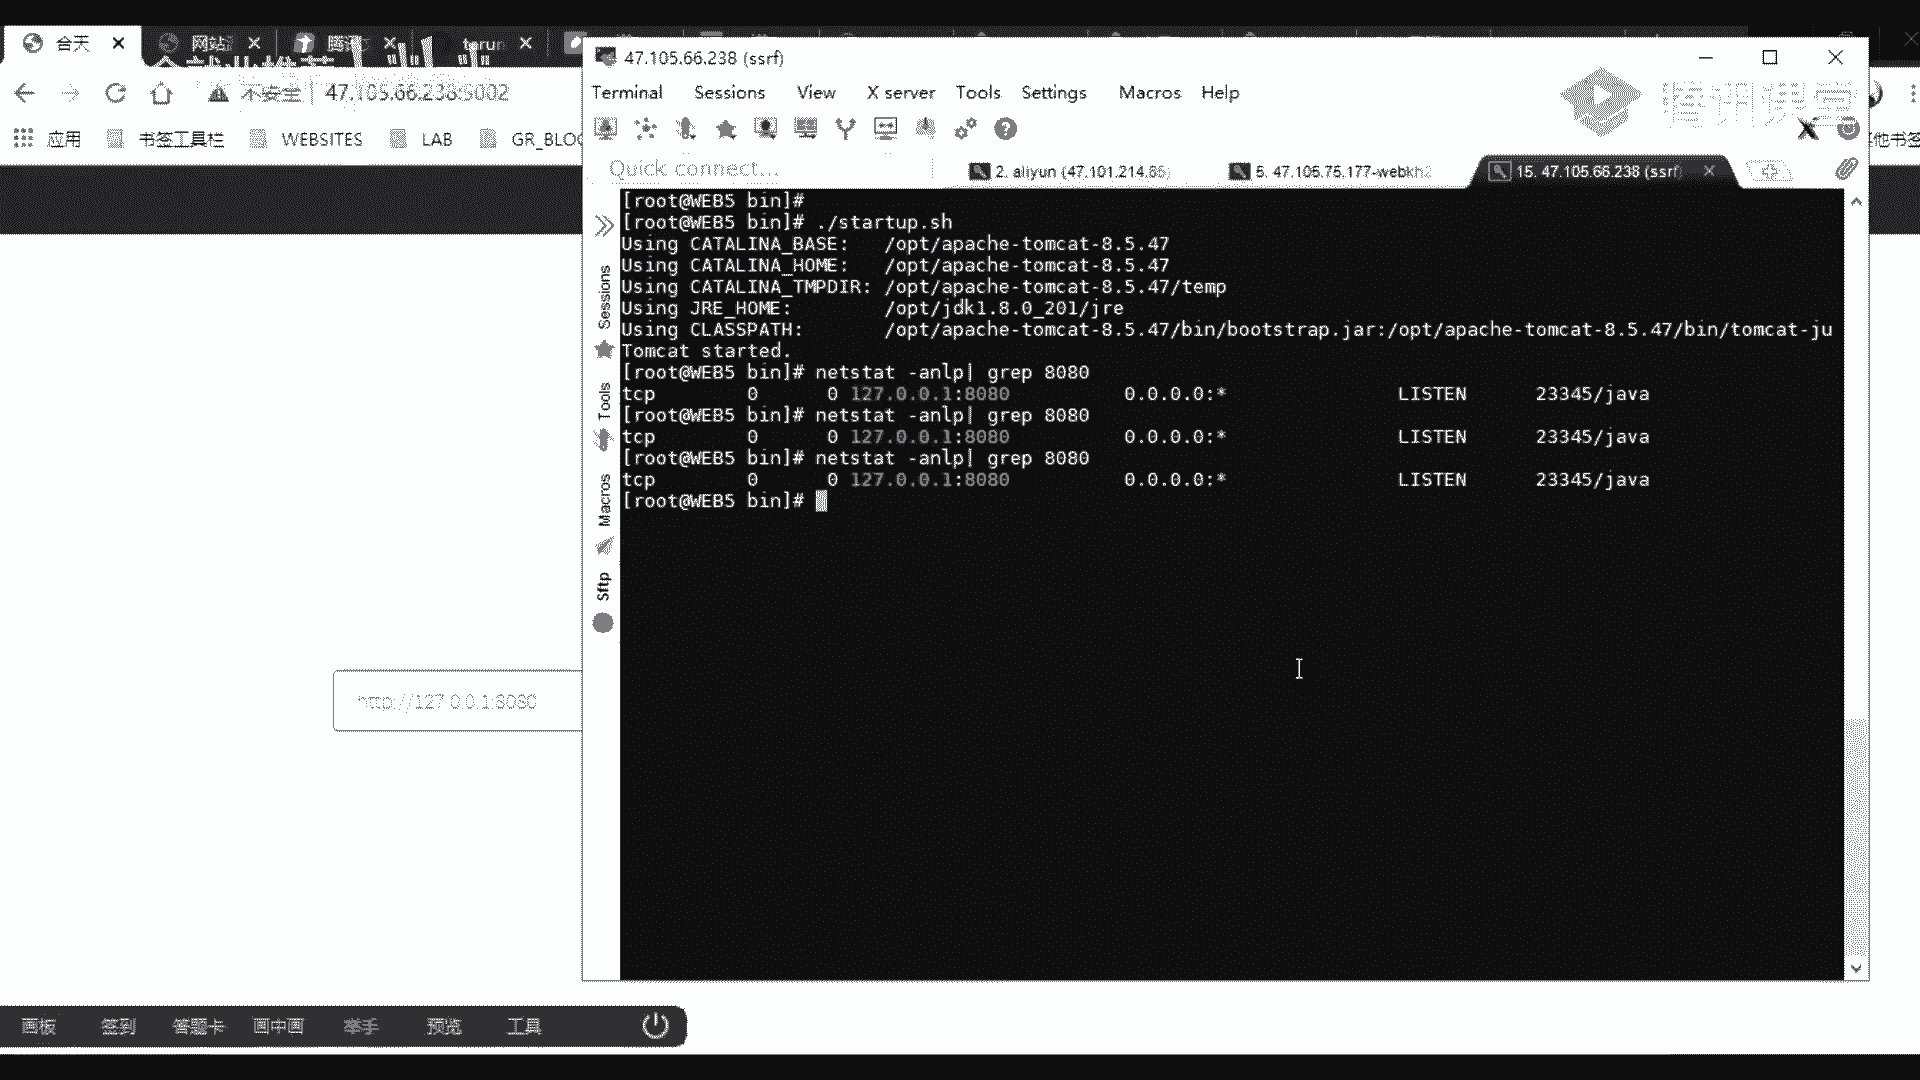 合天
网站
腾讯
tarun
不安全 47.105.66.238:5002
应用 书签工具栏 WEBSITES LAB GR_BLO
http://127.0.0.1:8080
47.105.66.238 (ssrf)
Terminal Sessions View X server Tools Settings Macros Help
腾讯课堂
其他书签
Quick connect...
2. aliyun (47.101.214.85)
5. 47.105.75.177-webkh2
15. 47.105.66.238 (ssrf)
Sessions
Tools
Macros
Sftp
[root@WEB5 bin]#
[root@WEB5 bin]# ./startup.sh
Using CATALINA_BASE: /opt/apache-tomcat-8.5.47
Using CATALINA_HOME: /opt/apache-tomcat-8.5.47
Using CATALINA_TMPDIR: /opt/apache-tomcat-8.5.47/temp
Using JRE_HOME: /opt/jdk1.8.0_201/jre
Using CLASSPATH: /opt/apache-tomcat-8.5.47/bin/bootstrap.jar:/opt/apache-tomcat-8.5.47/bin/tomcat-ju
Tomcat started.
[root@WEB5 bin]# netstat -anlp| grep 8080
tcp 0 0 127.0.0.1:8080 0.0.0.0:* LISTEN 23345/java
[root@WEB5 bin]# netstat -anlp| grep 8080
tcp 0 0 127.0.0.1:8080 0.0.0.0:* LISTEN 23345/java
[root@WEB5 bin]# netstat -anlp| grep 8080
tcp 0 0 127.0.0.1:8080 0.0.0.0:* LISTEN 23345/java
[root@WEB5 bin]#
画板 签到 答题卡 画中画 举手 预览 工具